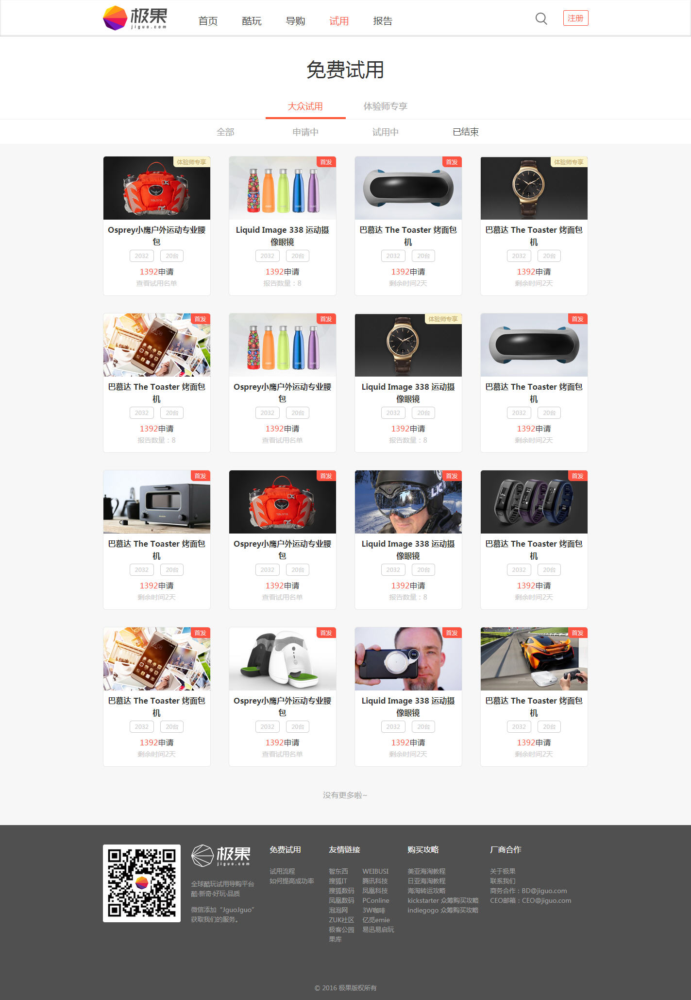 极果
jiguo.com
首页 酷玩 导购 试用 报告
注册
免费试用
大众试用 体验师专享
全部 申请中 试用中 已结束
体验师专享
TALON6
Osprey小鹰户外运动专业腰
包
2032 20台
1392申请
查看试用名单
首发
Liquid Image 338 运动摄
像眼镜
2032 20台
1392申请
报告数量：8
首发
巴慕达 The Toaster 烤面包
机
2032 20台
1392申请
剩余时间2天
体验师专享
巴慕达 The Toaster 烤面包
机
2032 20台
1392申请
剩余时间2天
首发
巴慕达 The Toaster 烤面包
机
2032 20台
1392申请
报告数量：8
首发
Osprey小鹰户外运动专业腰
包
2032 20台
1392申请
查看试用名单
体验师专享
Liquid Image 338 运动摄
像眼镜
2032 20台
1392申请
报告数量：8
首发
巴慕达 The Toaster 烤面包
机
2032 20台
1392申请
剩余时间2天
首发
巴慕达 The Toaster 烤面包
机
2032 20台
1392申请
剩余时间2天
首发
TALON6
Osprey小鹰户外运动专业腰
包
2032 20台
1392申请
查看试用名单
首发
Liquid Image 338 运动摄
像眼镜
2032 20台
1392申请
报告数量：8
首发
巴慕达 The Toaster 烤面包
机
2032 20台
1392申请
剩余时间2天
首发
巴慕达 The Toaster 烤面包
机
2032 20台
1392申请
剩余时间2天
首发
Osprey小鹰户外运动专业腰
包
2032 20台
1392申请
查看试用名单
首发
Liquid Image 338 运动摄
像眼镜
2032 20台
1392申请
剩余时间2天
首发
巴慕达 The Toaster 烤面包
机
2032 20台
1392申请
剩余时间2天
没有更多啦~
极果
jiguo.com
全球酷玩试用导购平台
酷·新奇·好玩·品质
微信添加“JguoJguo”
获取我们的服务。
免费试用
试用流程
如何提高成功率
友情链接
智东西 WEIBUSI
搜狐IT 腾讯科技
搜狐数码 凤凰科技
凤凰数码 PConline
泡泡网 3W咖啡
ZUK社区 亿觅emie
极客公园 易迅易启玩
果库
购买攻略
美亚海淘教程
日亚海淘教程
海淘转运攻略
kickstarter 众筹购买攻略
indiegogo 众筹购买攻略
厂商合作
关于极果
联系我们
商务合作：BD@jiguo.com
CEO邮箱：CEO@jiguo.com
© 2016 极果版权所有